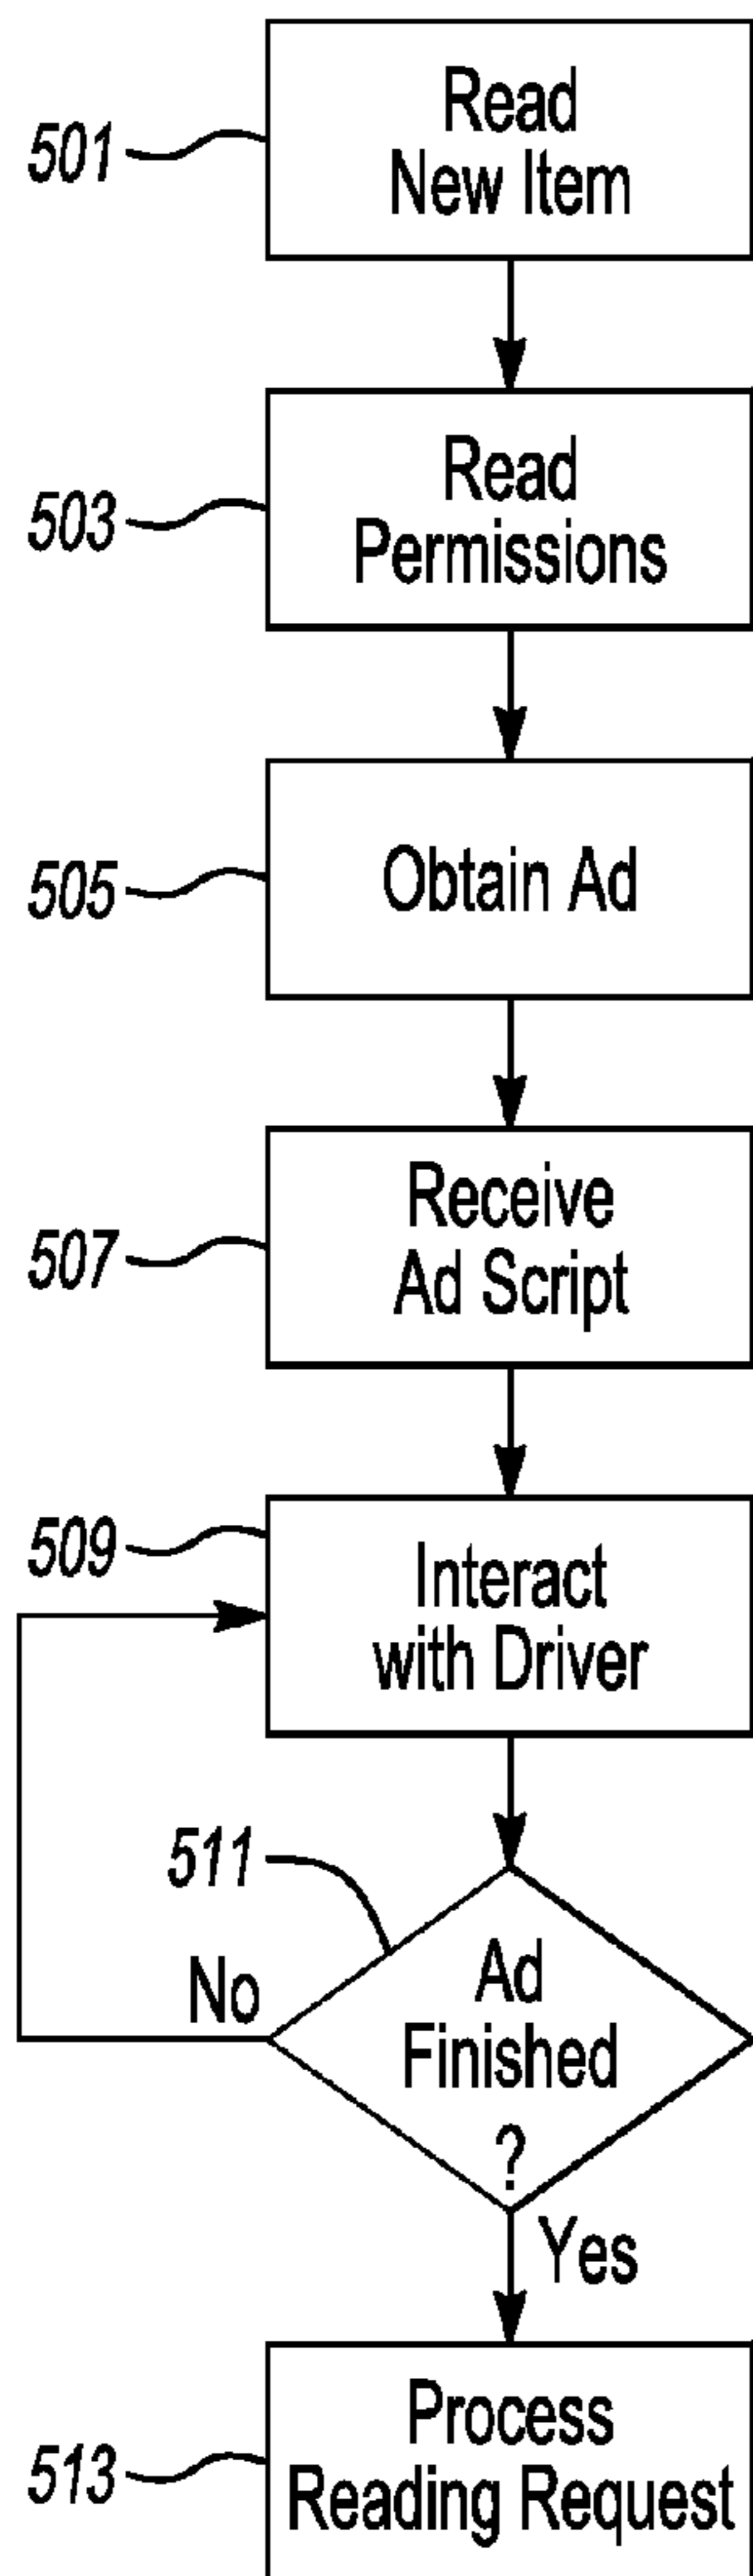 501
Read
New Item
503
Read
Permissions
505
Obtain Ad
507
Receive
Ad Script
509
Interact
with Driver
511
No
Ad
Finished
?
Yes
513
Process
Reading Request